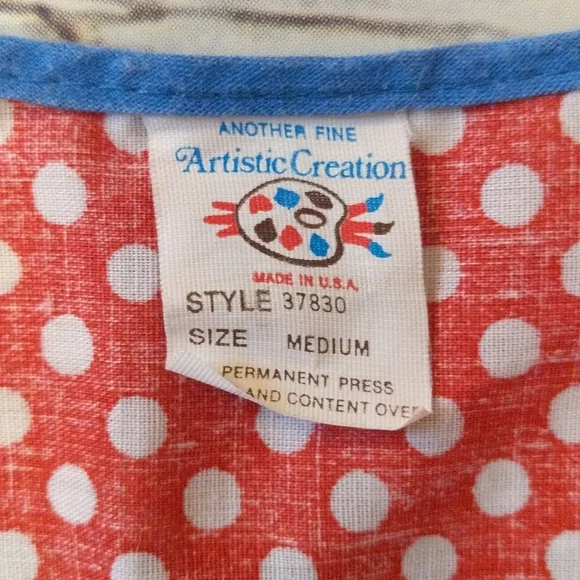 ANOTHER FINE
Artistic Creation
MADE IN U.S.A.
STYLE 37830
SIZE MEDIUM
PERMANENT PRESS
AND CONTENT OVER